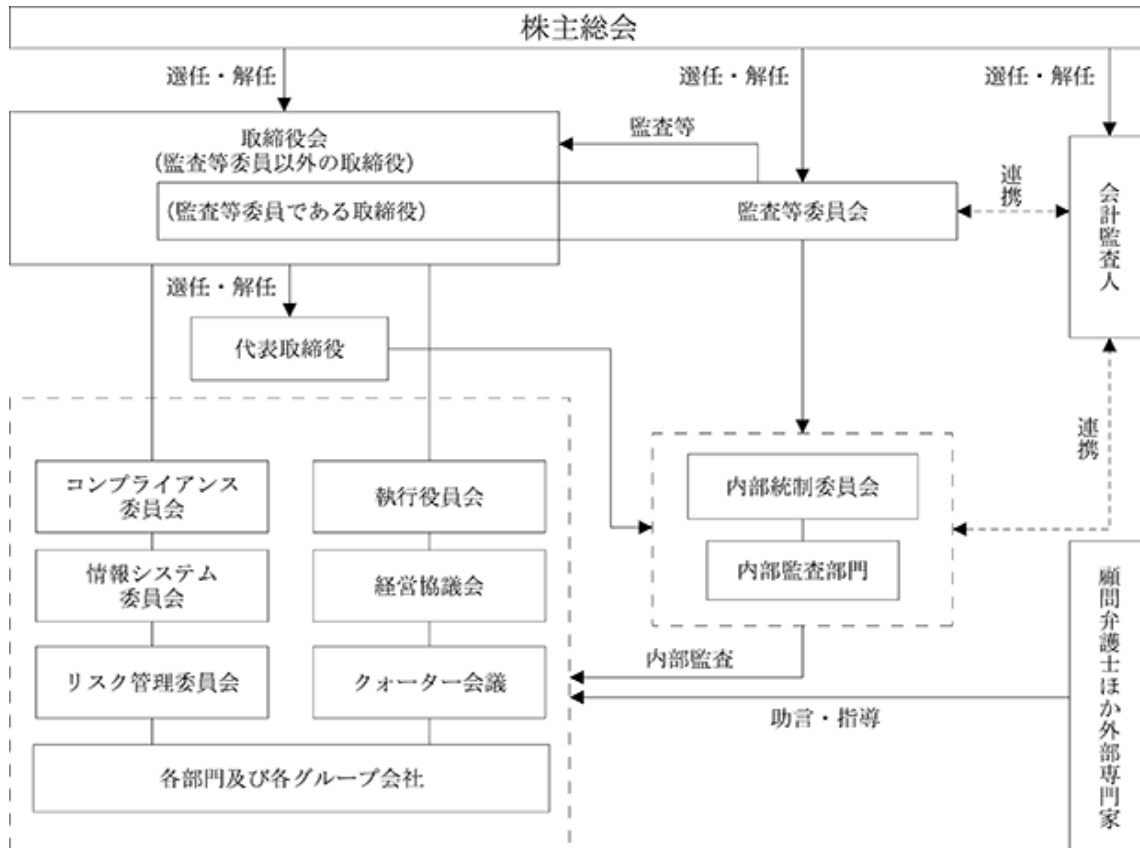 株主総会
選任・解任
選任・解任
選任・解任
取締役会
(監査等委員以外の取締役)
監査等
(監査等委員である取締役)
監査等委員会
連携
会計監査人
選任・解任
代表取締役
連携
コンプライアンス
委員会
執行役員会
内部統制委員会
情報システム
委員会
経営協議会
内部監査部門
リスク管理委員会
クォーター会議
内部監査
助言・指導
顧問弁護士ほか外部専門家
各部門及び各グループ会社